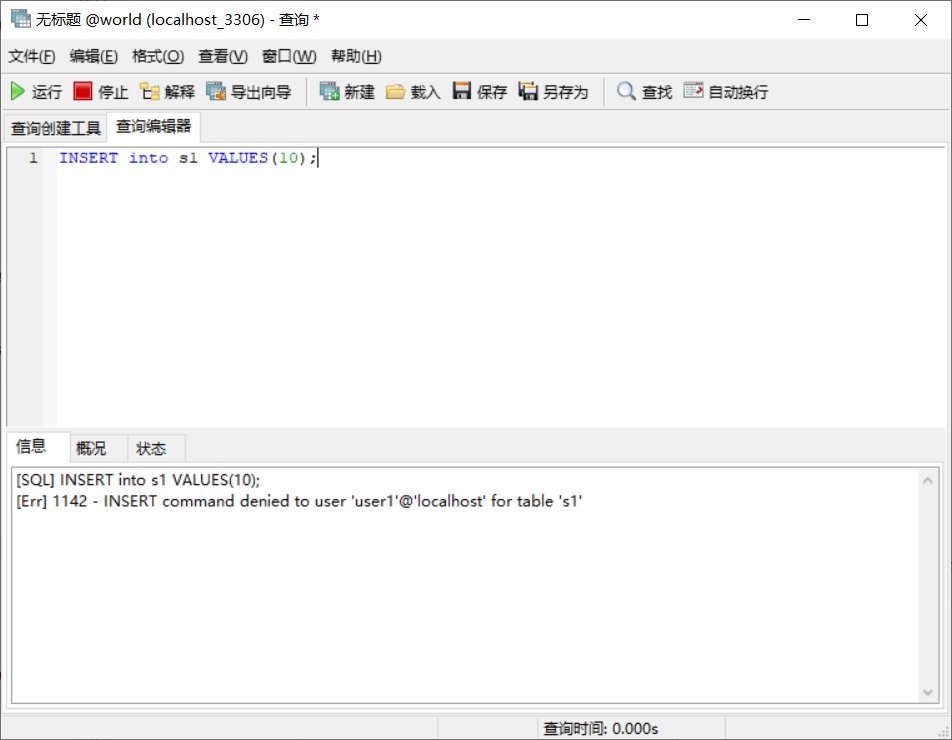 无标题 @world (localhost_3306) - 查询 *
文件(F) 编辑(E) 格式(O) 查看(V) 窗口(W) 帮助(H)
运行 停止 解释 导出向导 新建 载入 保存 另存为 查找 自动换行
查询创建工具 查询编辑器
1 INSERT into s1 VALUES(10);
信息 概况 状态
[SQL] INSERT into s1 VALUES(10);
[Err] 1142 - INSERT command denied to user 'user1'@'localhost' for table 's1'
查询时间: 0.000s